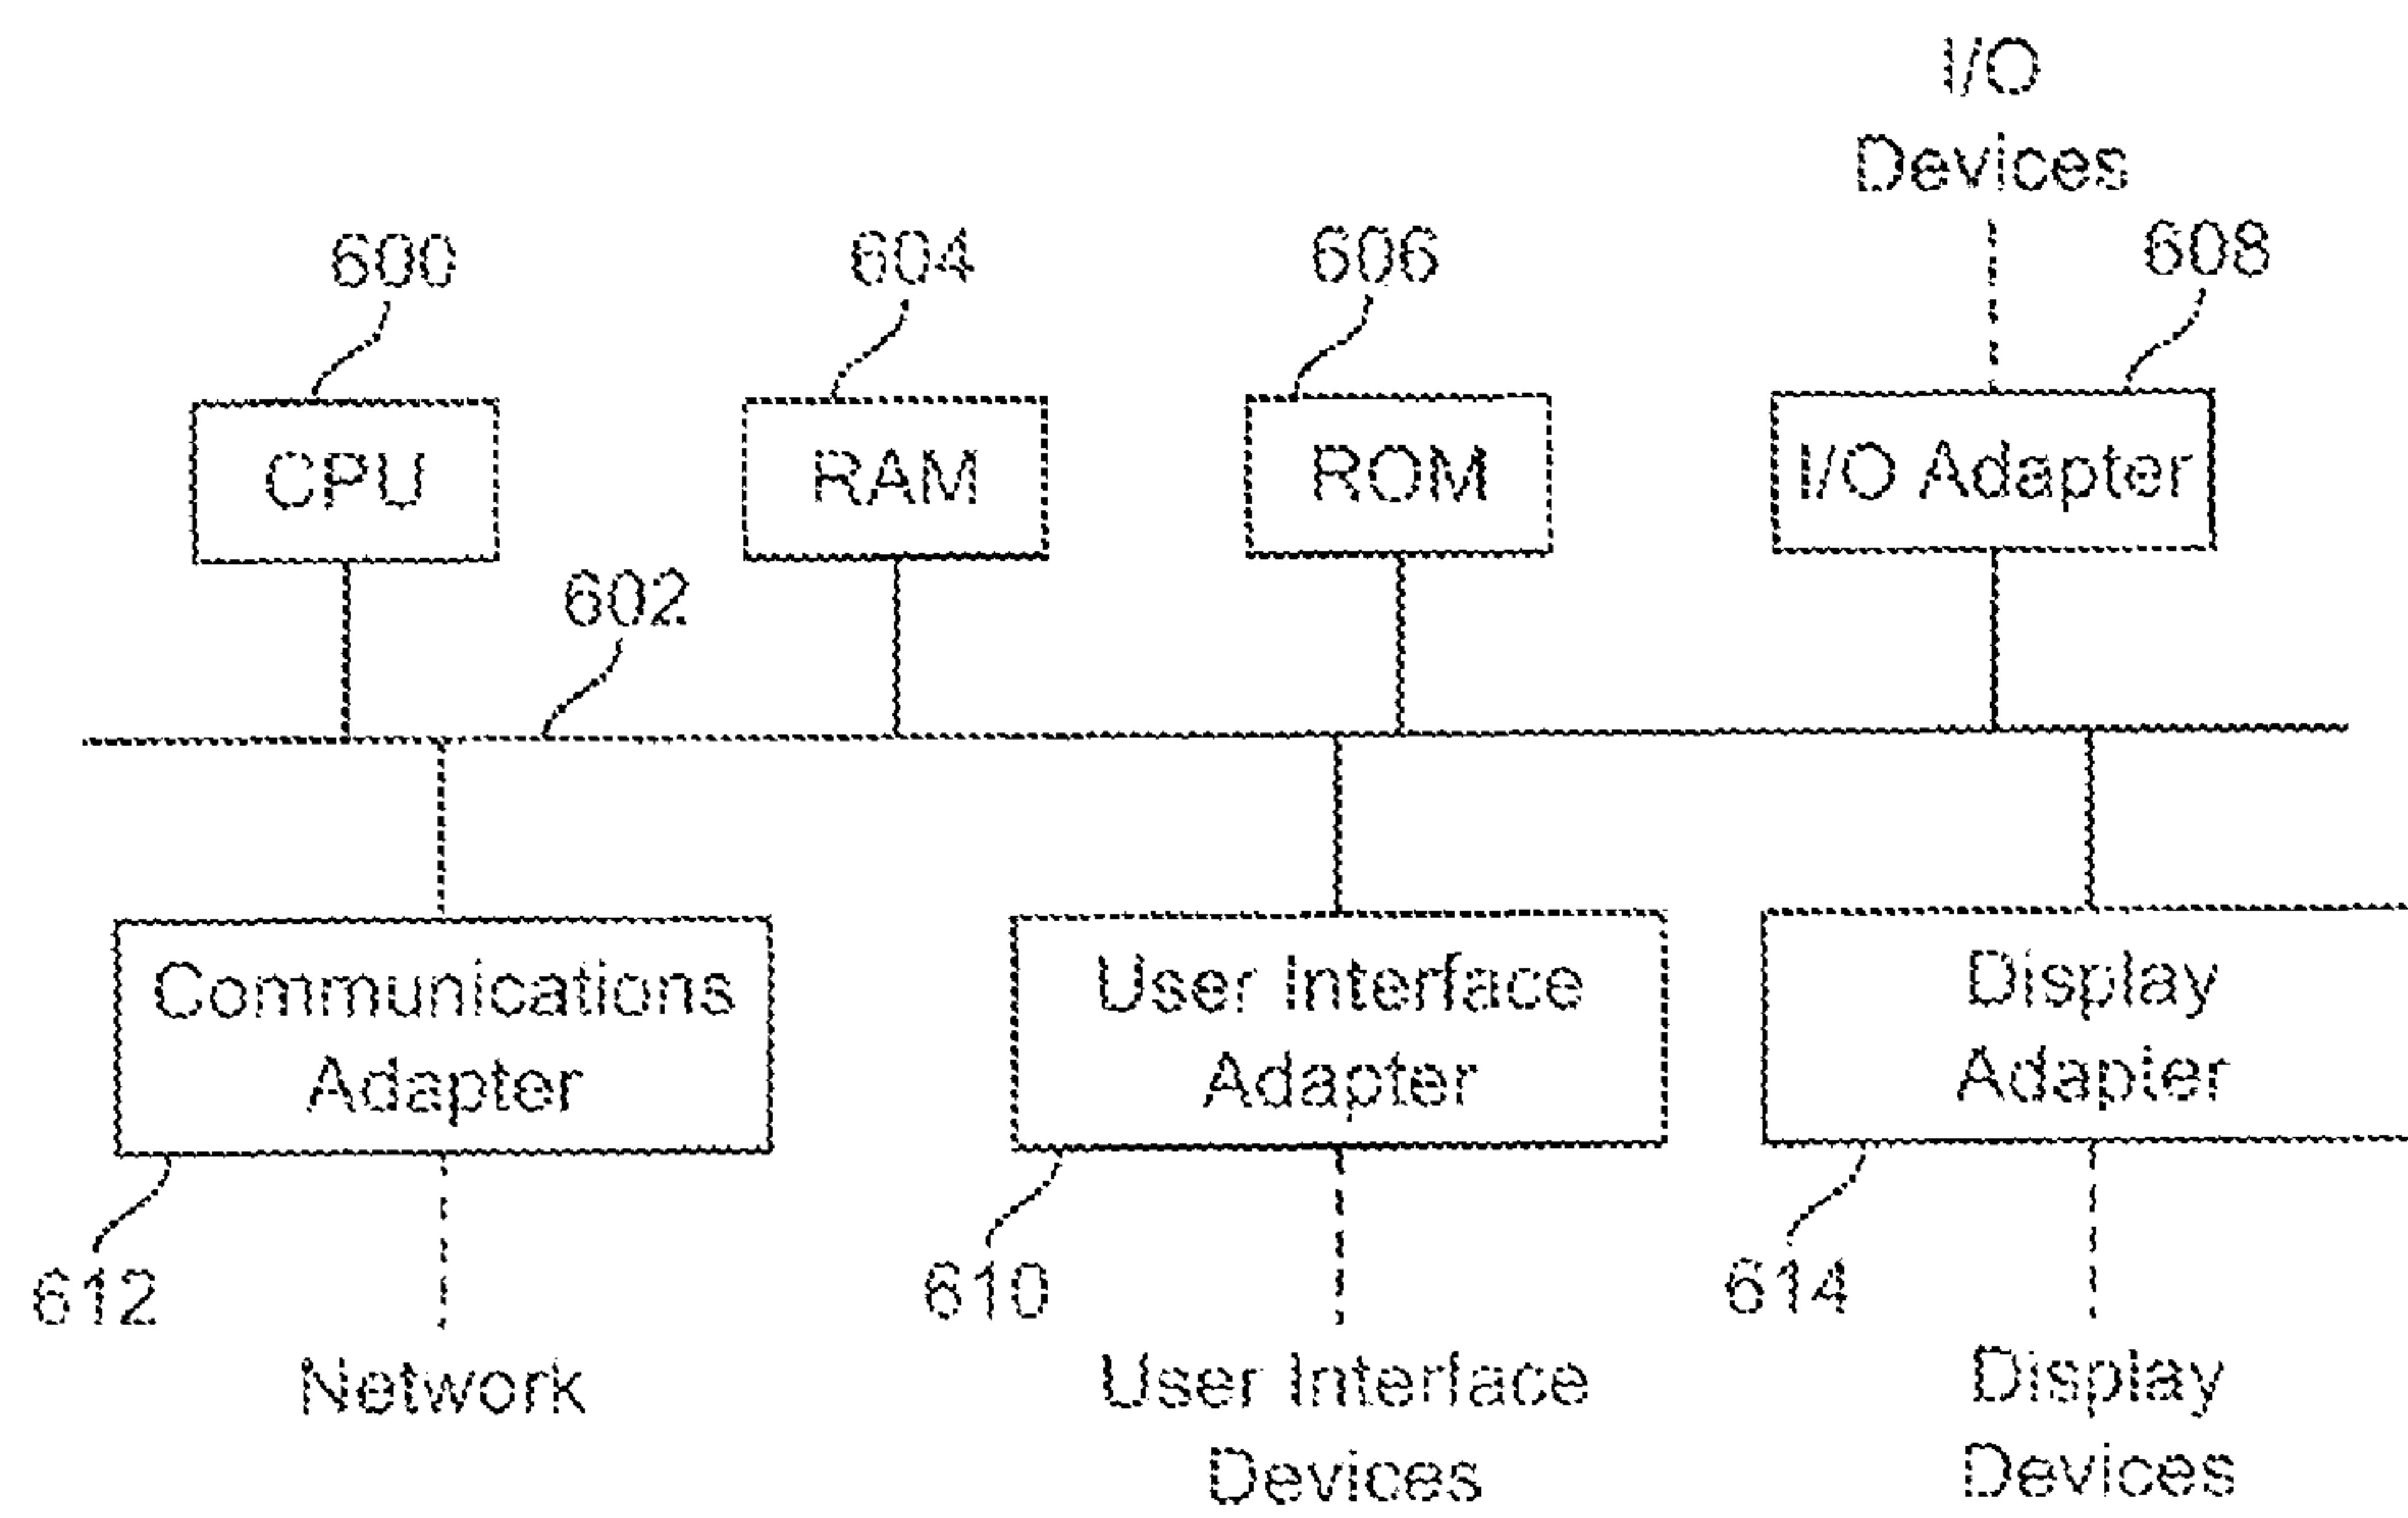 I/O
Devices
600
604
606
608
CPU
RAM
ROM
I/O Adapter
602
Communications
Adapter
User Interface
Adapter
Display
Adapter
612
610
614
Network
User Interface
Devices
Display
Devices